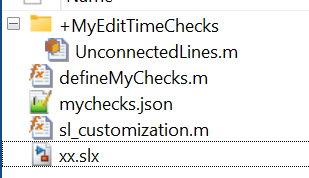 +MyEditTimeChecks
UnconnectedLines.m
defineMyChecks.m
mychecks.json
sl_customization.m
xx.slx